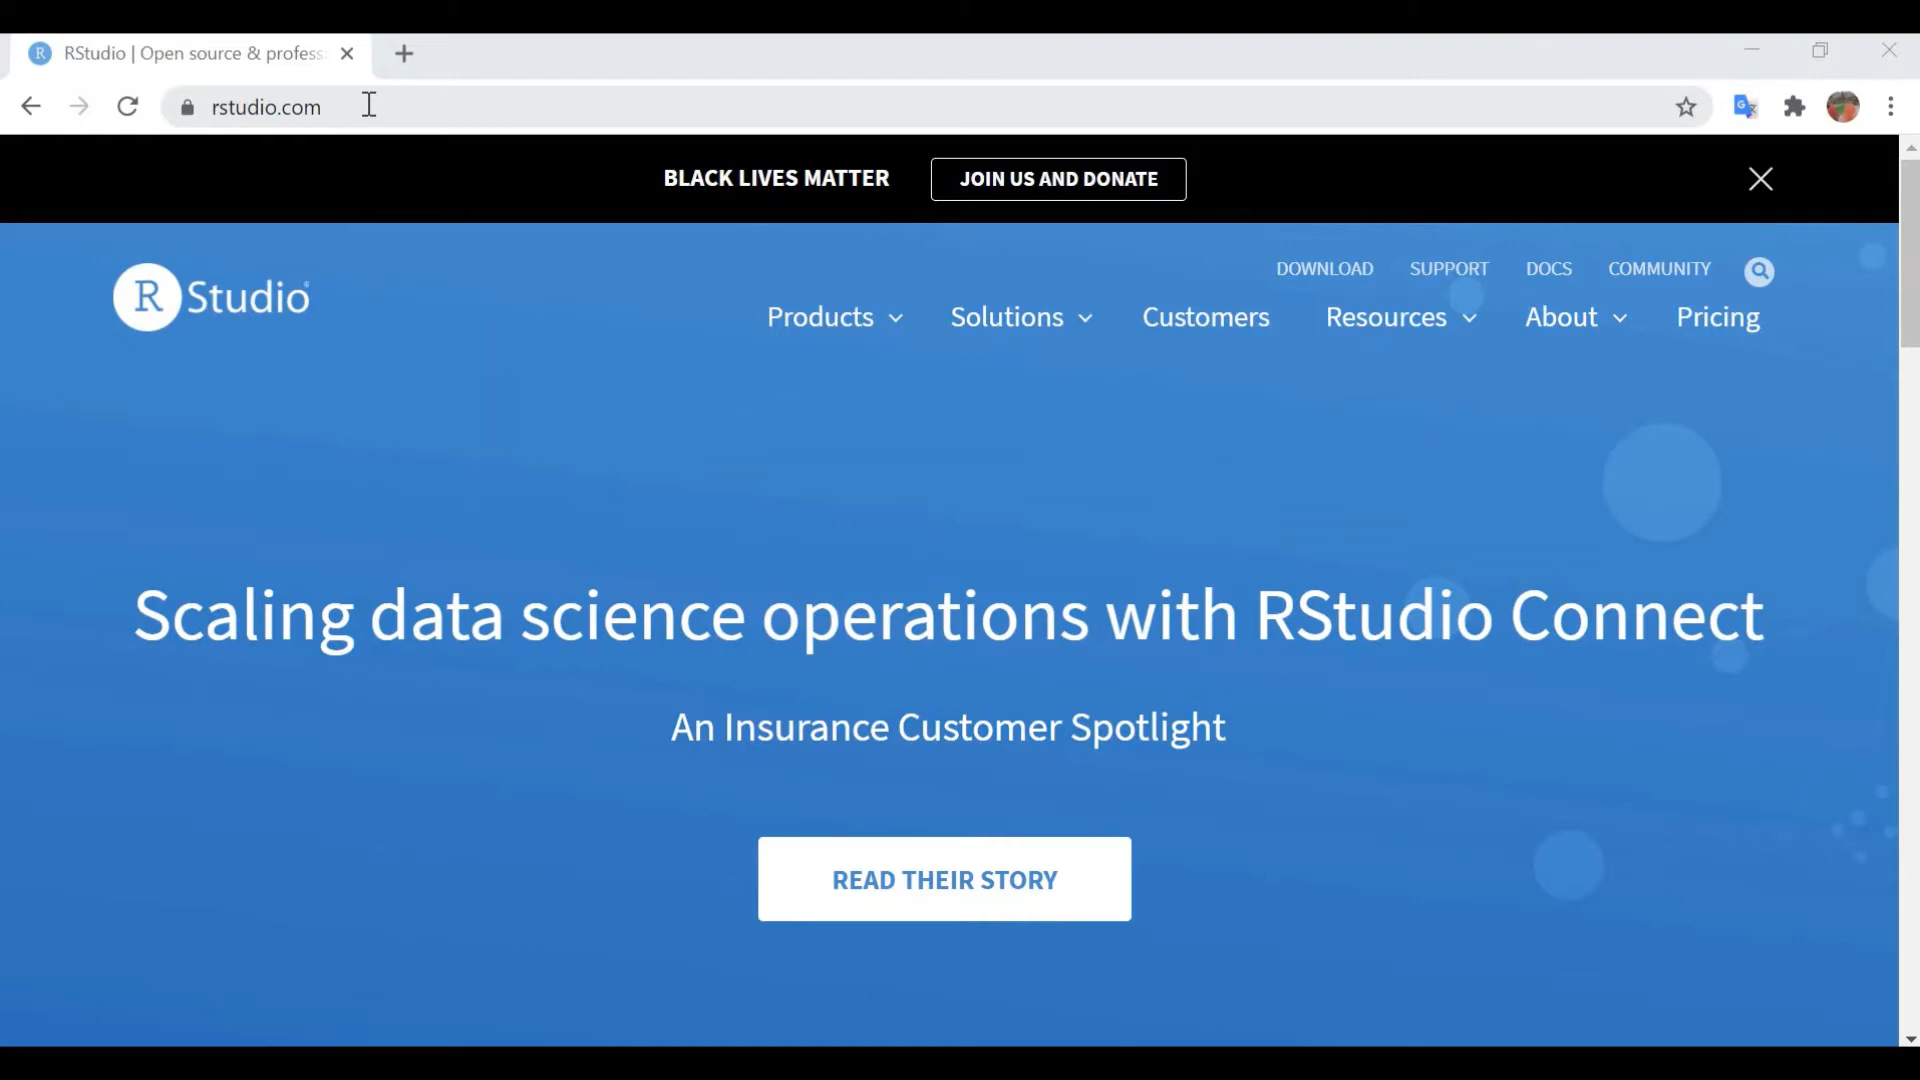 RStudio | Open source & profess
rstudio.com
BLACK LIVES MATTER
JOIN US AND DONATE
R Studio
DOWNLOAD SUPPORT DOCS COMMUNITY
Products Solutions Customers Resources About Pricing
Scaling data science operations with RStudio Connect
An Insurance Customer Spotlight
READ THEIR STORY